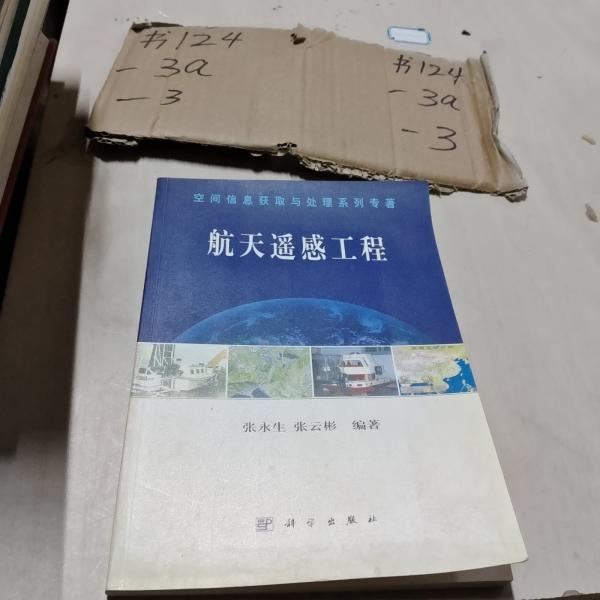 书124
-3a
-3
书124
-3a
-3
空间信息获取与处理系列专著
航天遥感工程
张永生 张云彬 编著
科学出版社